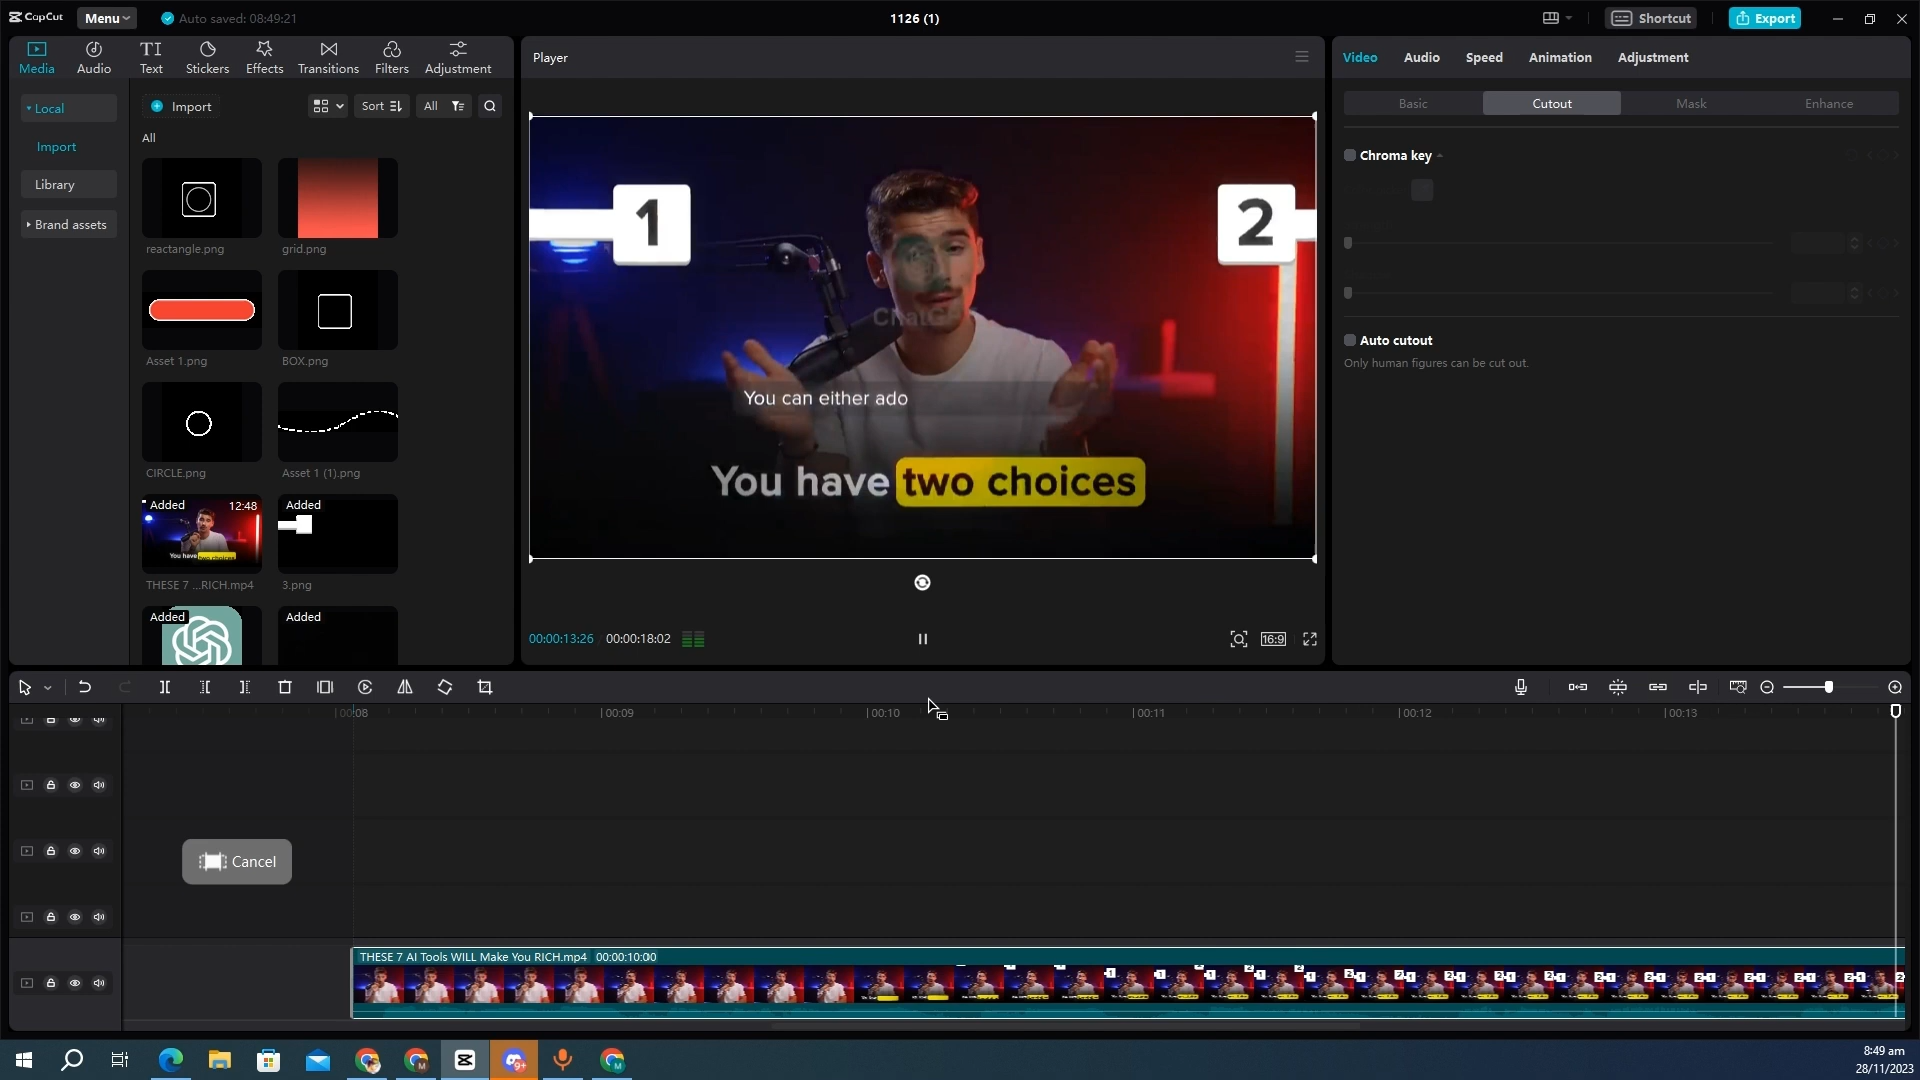 CapCut
Menu
Auto saved: 08:49:21
1126 (1)
Shortcut
Export
Media
Audio
Text
Stickers
Effects
Transitions
Filters
Adjustment
Local
Import
Library
Brand assets
Import
Sort
All
All
reactangle.png
grid.png
Asset 1.png
BOX.png
CIRCLE.png
Asset 1 (1).png
Added
12:48
THESE 7 ...RICH.mp4
Added
3.png
Added
Added
Player
1
2
You can either ado
You have two choices
00:00:13:26
00:00:18:02
16:9
Video
Audio
Speed
Animation
Adjustment
Basic
Cutout
Mask
Enhance
Chroma key
Auto cutout
Only human figures can be cut out.
00:08
00:09
00:10
00:11
00:12
00:13
Cancel
THESE 7 AI Tools WILL Make You RICH.mp4 00:00:10:00
8:49 am
28/11/2023